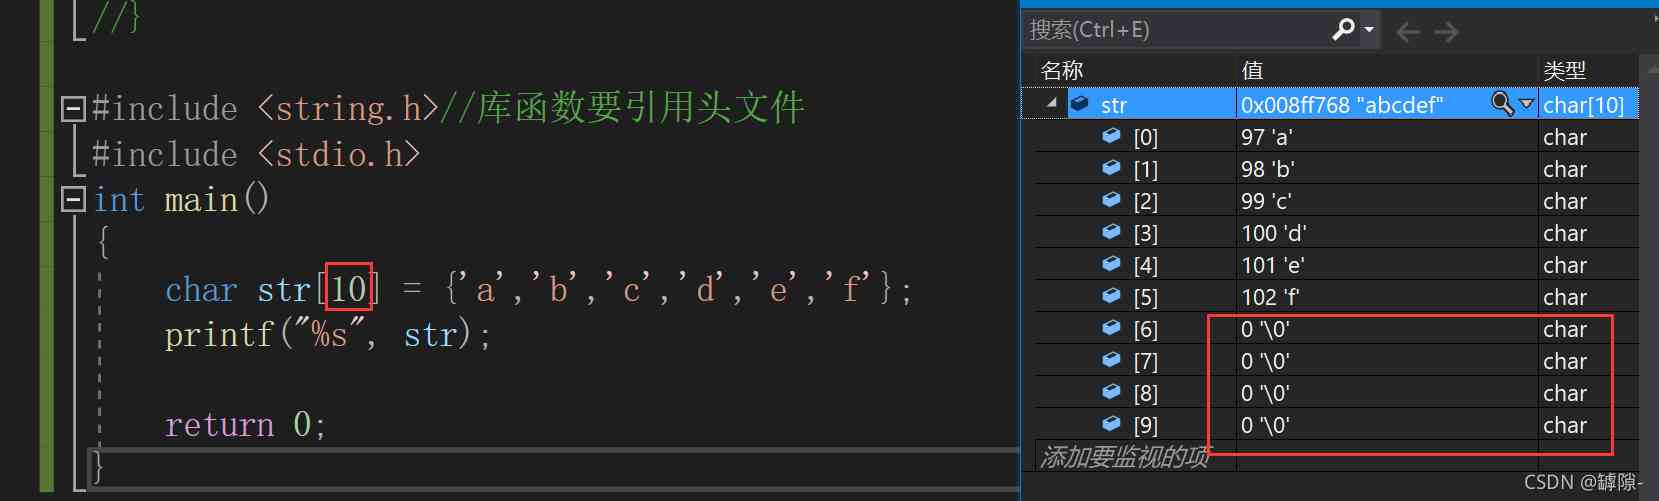 //}
#include <string.h>//库函数要引用头文件
#include <stdio.h>
int main()
{
    char str[10] = {'a','b','c','d','e','f'};
    printf("%s", str);
    return 0;
}
搜索(Ctrl+E)
名称 值 类型
str 0x008ff768 "abcdef" char[10]
[0] 97 'a' char
[1] 98 'b' char
[2] 99 'c' char
[3] 100 'd' char
[4] 101 'e' char
[5] 102 'f' char
[6] 0 '\0' char
[7] 0 '\0' char
[8] 0 '\0' char
[9] 0 '\0' char
添加要监视的项
CSDN @罅隙-